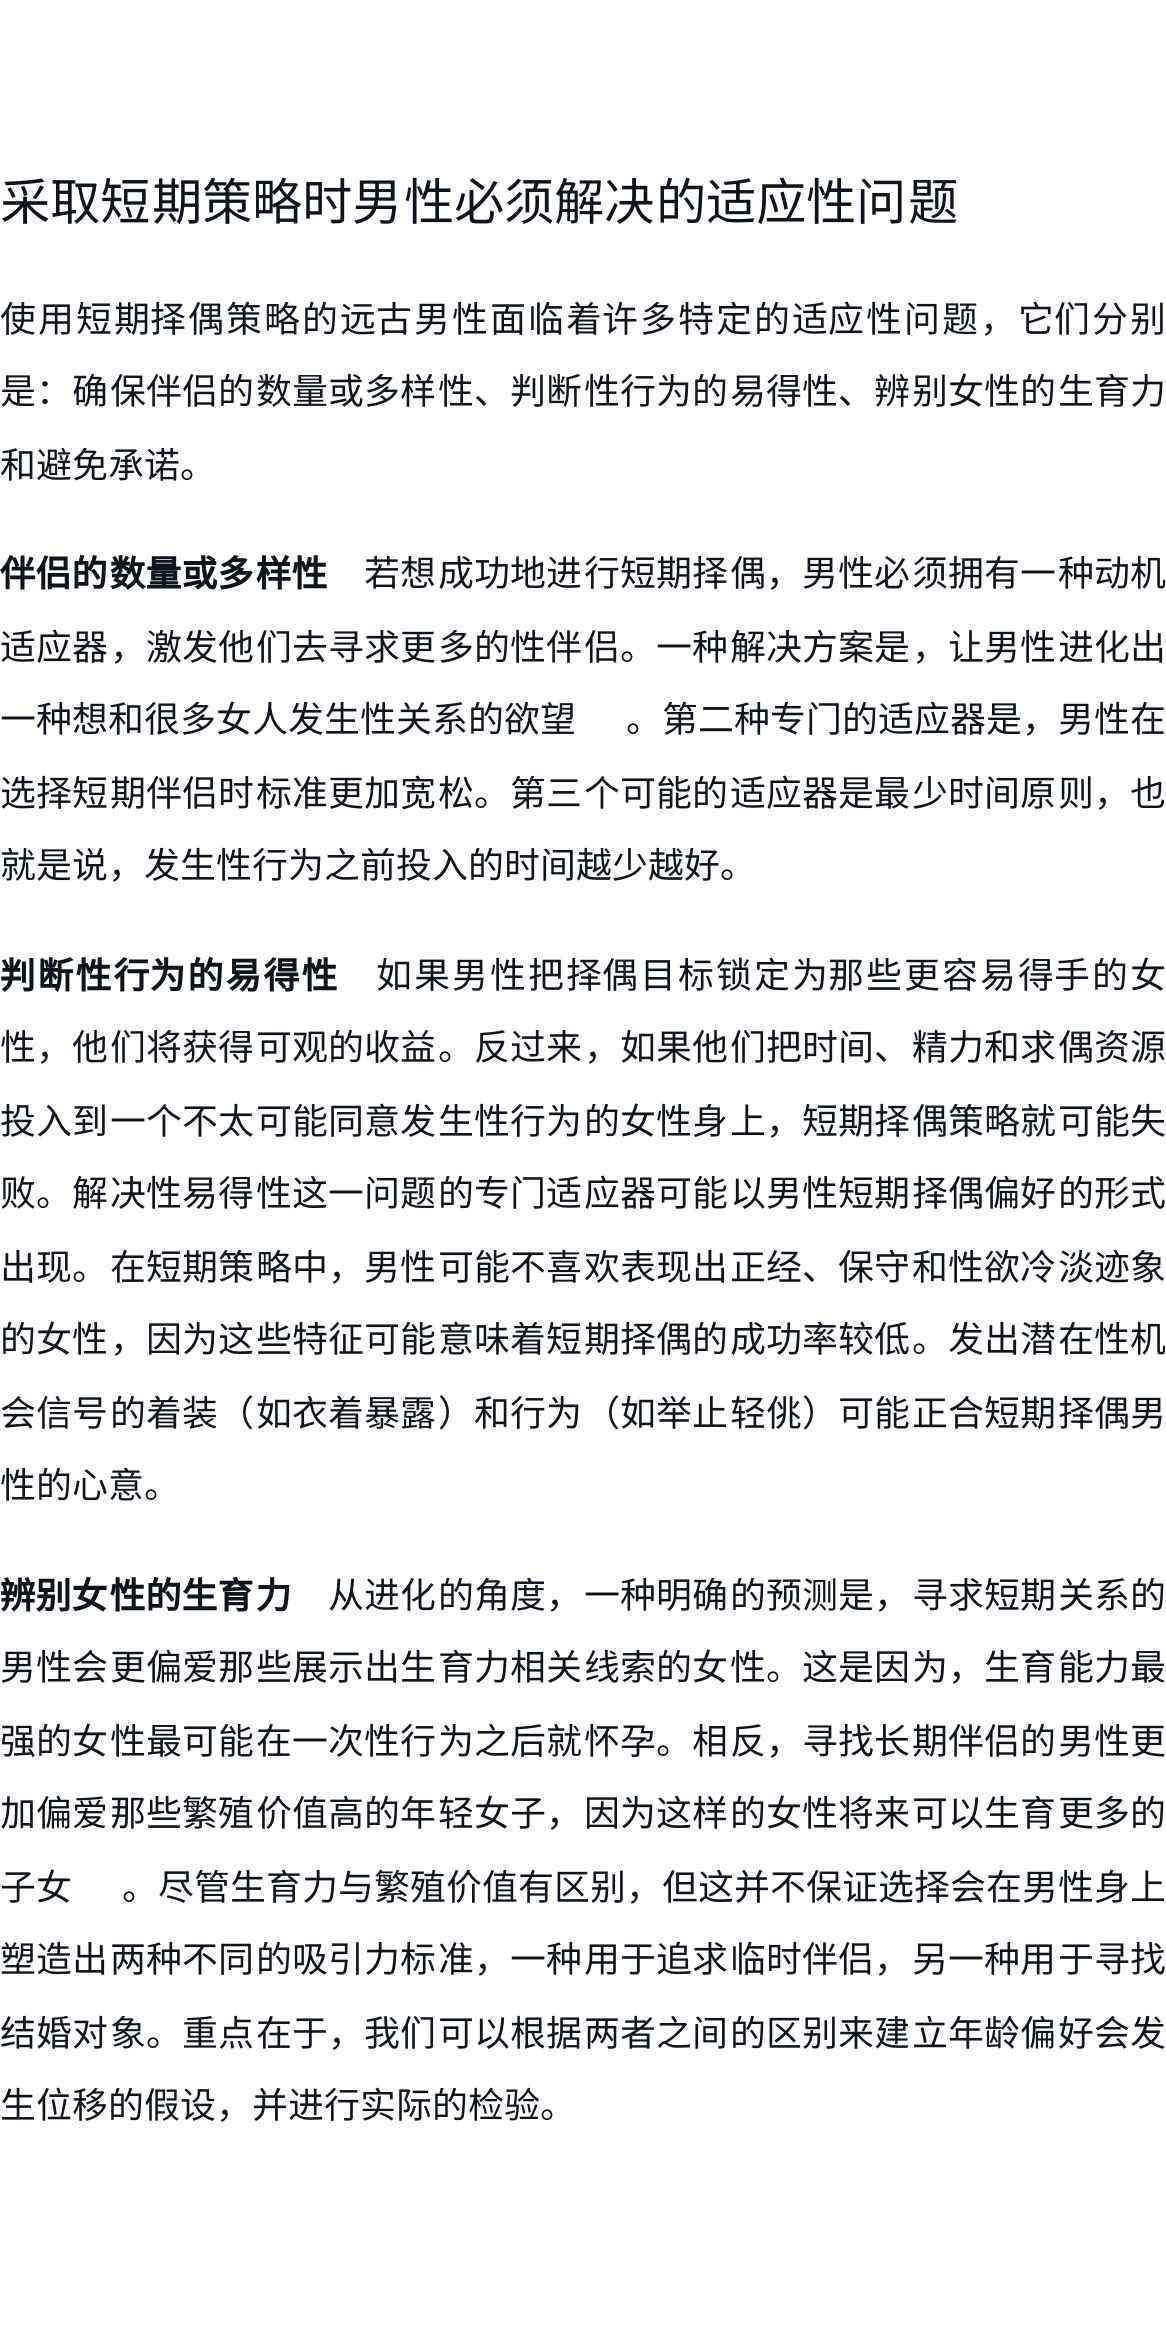 采取短期策略时男性必须解决的适应性问题
使用短期择偶策略的远古男性面临着许多特定的适应性问题，它们分别
是：确保伴侣的数量或多样性、判断性行为的易得性、辨别女性的生育力
和避免承诺。
伴侣的数量或多样性　若想成功地进行短期择偶，男性必须拥有一种动机
适应器，激发他们去寻求更多的性伴侣。一种解决方案是，让男性进化出
一种想和很多女人发生性关系的欲望　。第二种专门的适应器是，男性在
选择短期伴侣时标准更加宽松。第三个可能的适应器是最少时间原则，也
就是说，发生性行为之前投入的时间越少越好。
判断性行为的易得性　如果男性把择偶目标锁定为那些更容易得手的女
性，他们将获得可观的收益。反过来，如果他们把时间、精力和求偶资源
投入到一个不太可能同意发生性行为的女性身上，短期择偶策略就可能失
败。解决性易得性这一问题的专门适应器可能以男性短期择偶偏好的形式
出现。在短期策略中，男性可能不喜欢表现出正经、保守和性欲冷淡迹象
的女性，因为这些特征可能意味着短期择偶的成功率较低。发出潜在性机
会信号的着装（如衣着暴露）和行为（如举止轻佻）可能正合短期择偶男
性的心意。
辨别女性的生育力　从进化的角度，一种明确的预测是，寻求短期关系的
男性会更偏爱那些展示出生育力相关线索的女性。这是因为，生育能力最
强的女性最可能在一次性行为之后就怀孕。相反，寻找长期伴侣的男性更
加偏爱那些繁殖价值高的年轻女子，因为这样的女性将来可以生育更多的
子女　。尽管生育力与繁殖价值有区别，但这并不保证选择会在男性身上
塑造出两种不同的吸引力标准，一种用于追求临时伴侣，另一种用于寻找
结婚对象。重点在于，我们可以根据两者之间的区别来建立年龄偏好会发
生位移的假设，并进行实际的检验。